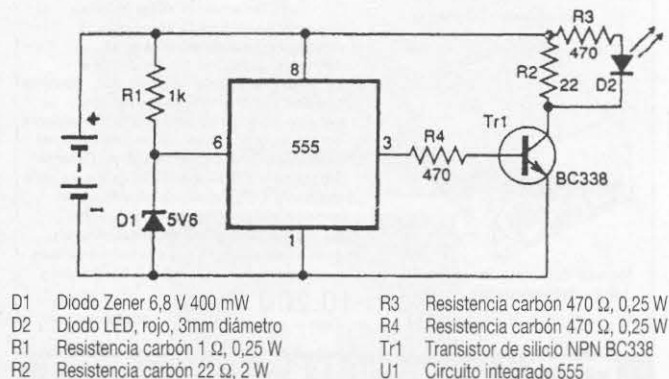 R3
470
8
R2
22
D2
R1
1k
Tr1
+
6
555
3
R4
470
BC338
-
D1
5V6
1
D1 Diodo Zener 6,8 V 400 mW
D2 Diodo LED, rojo, 3mm diámetro
R1 Resistencia carbón 1 Ω, 0,25 W
R2 Resistencia carbón 22 Ω, 2 W
R3 Resistencia carbón 470 Ω, 0,25 W
R4 Resistencia carbón 470 Ω, 0,25 W
Tr1 Transistor de silicio NPN BC338
U1 Circuito integrado 555